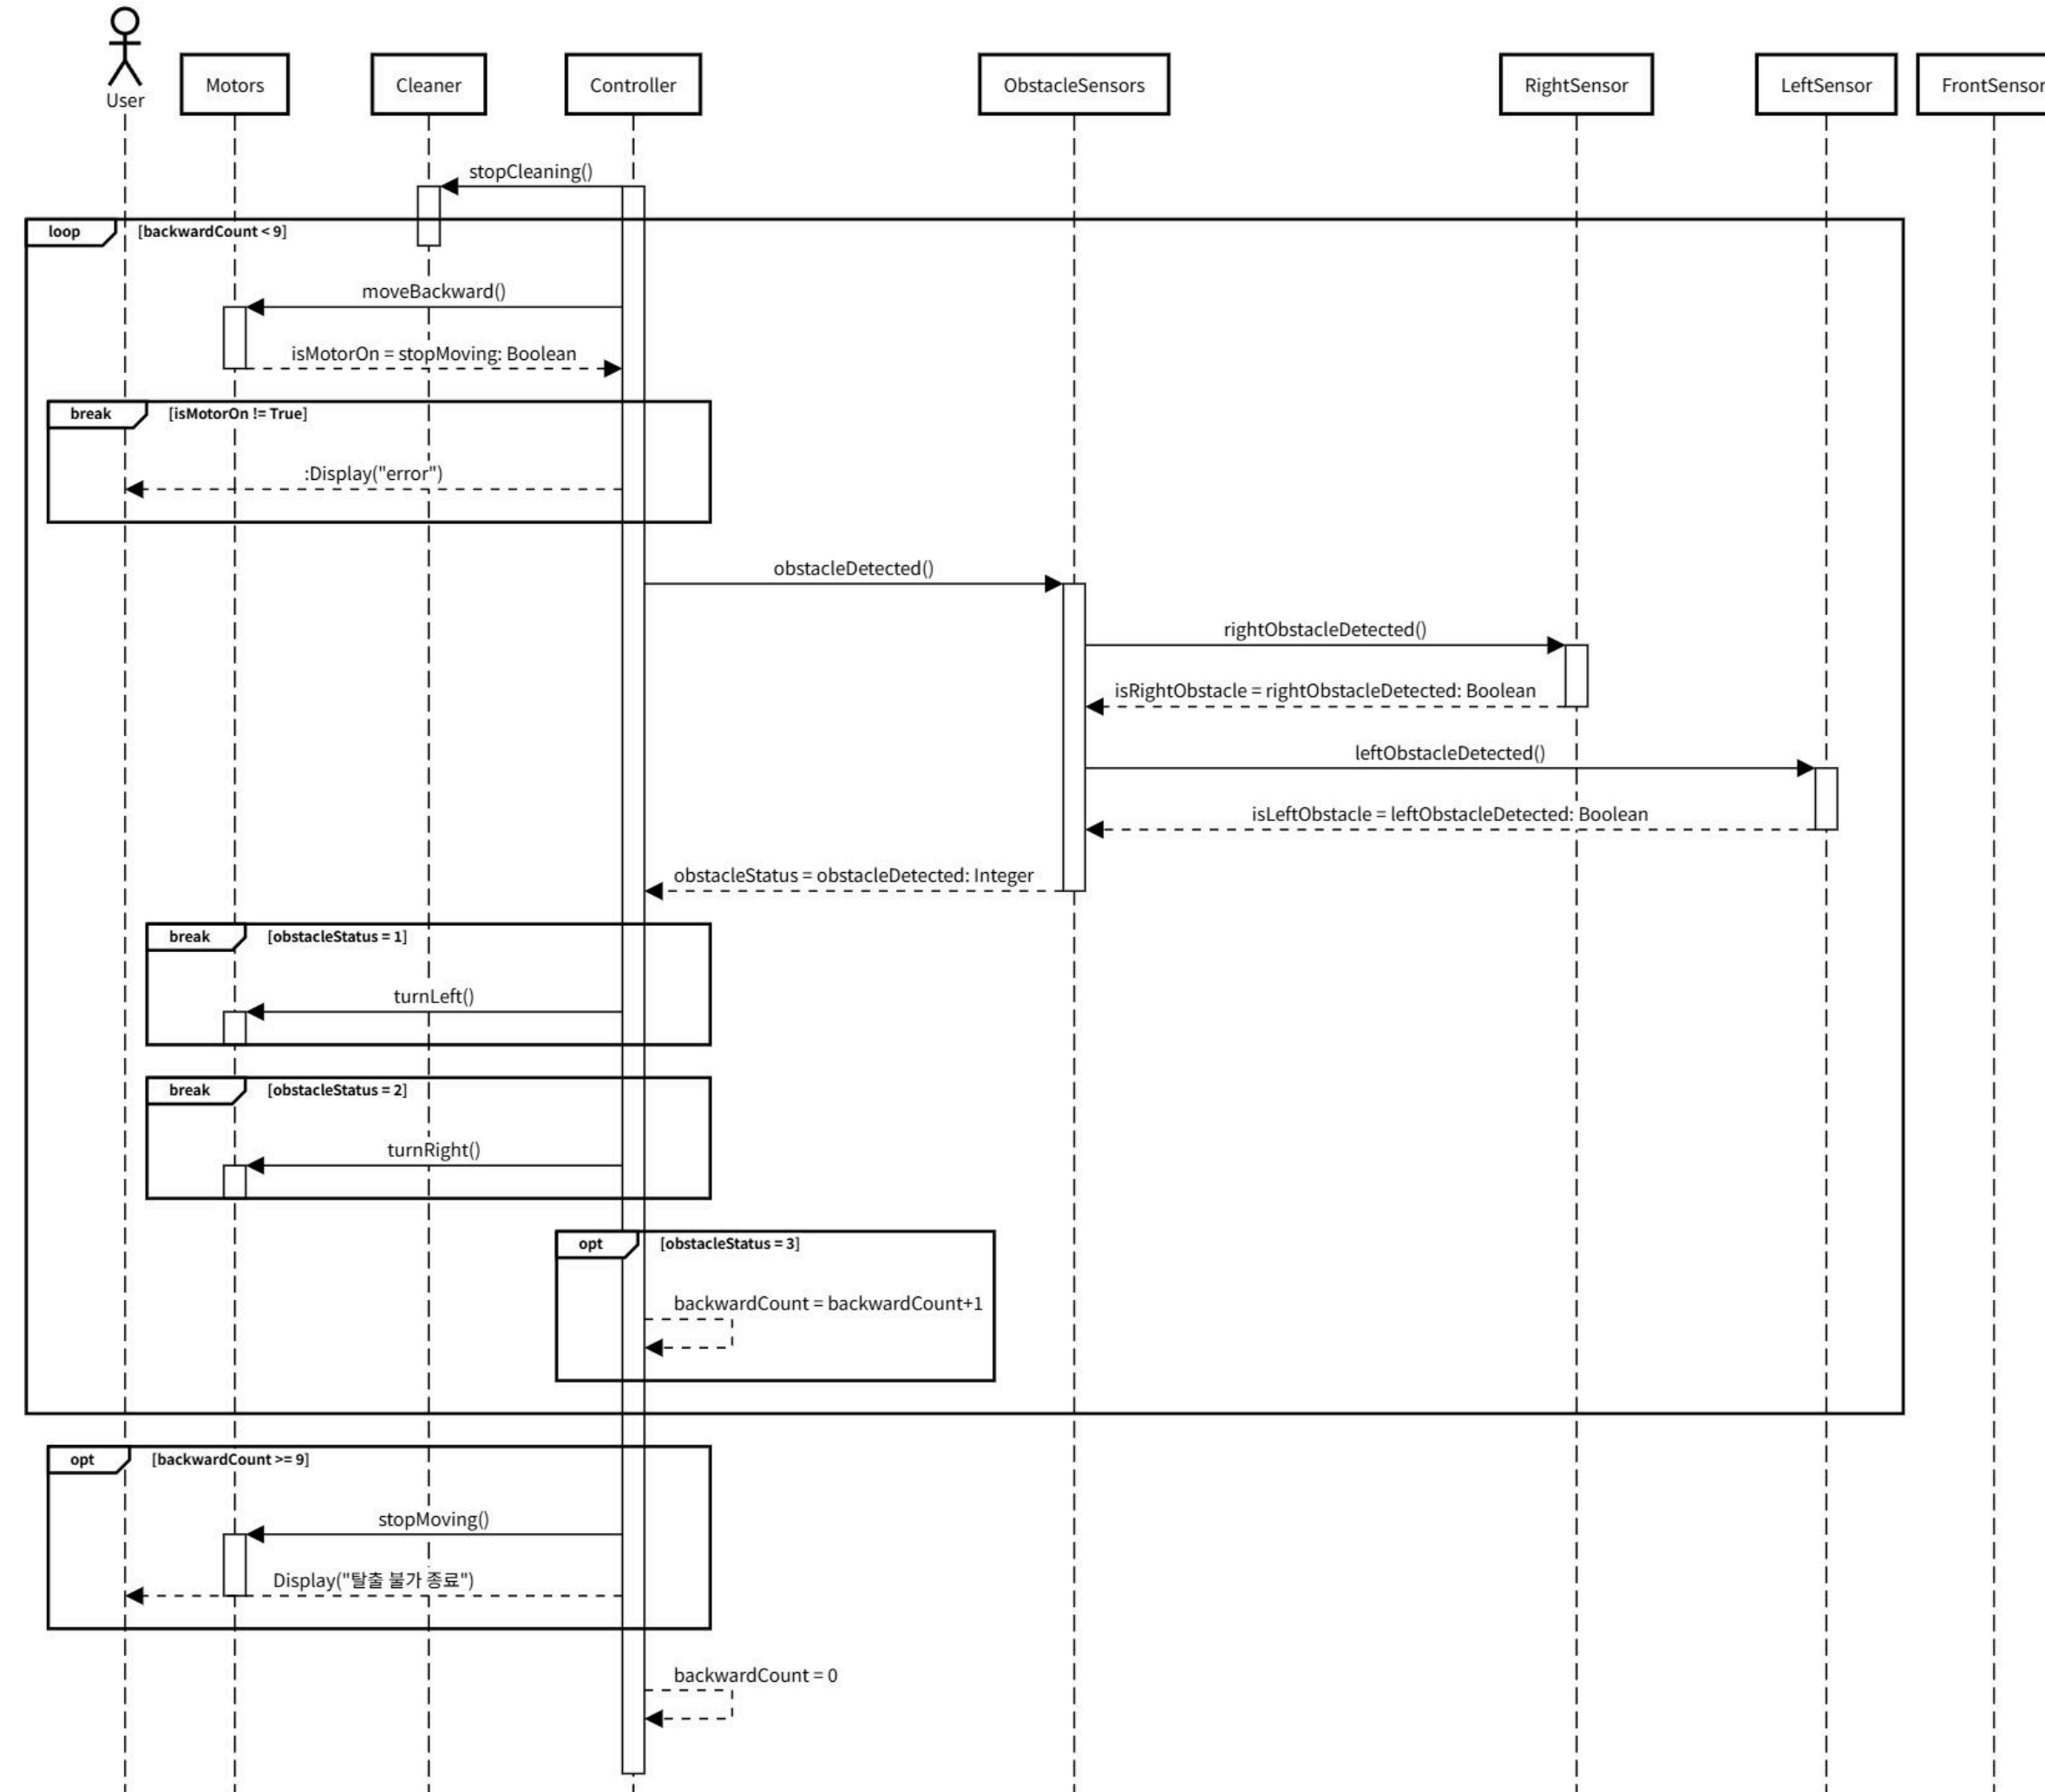 User
Motors
Cleaner
Controller
ObstacleSensors
RightSensor
LeftSensor
FrontSensor
stopCleaning()
loop [backwardCount < 9]
moveBackward()
isMotorOn = stopMoving: Boolean
break [isMotorOn != True]
:Display("error")
obstacleDetected()
rightObstacleDetected()
isRightObstacle = rightObstacleDetected: Boolean
leftObstacleDetected()
isLeftObstacle = leftObstacleDetected: Boolean
obstacleStatus = obstacleDetected: Integer
break [obstacleStatus = 1]
turnLeft()
break [obstacleStatus = 2]
turnRight()
opt [obstacleStatus = 3]
backwardCount = backwardCount+1
opt [backwardCount >= 9]
stopMoving()
Display("탈출 불가 종료")
backwardCount = 0